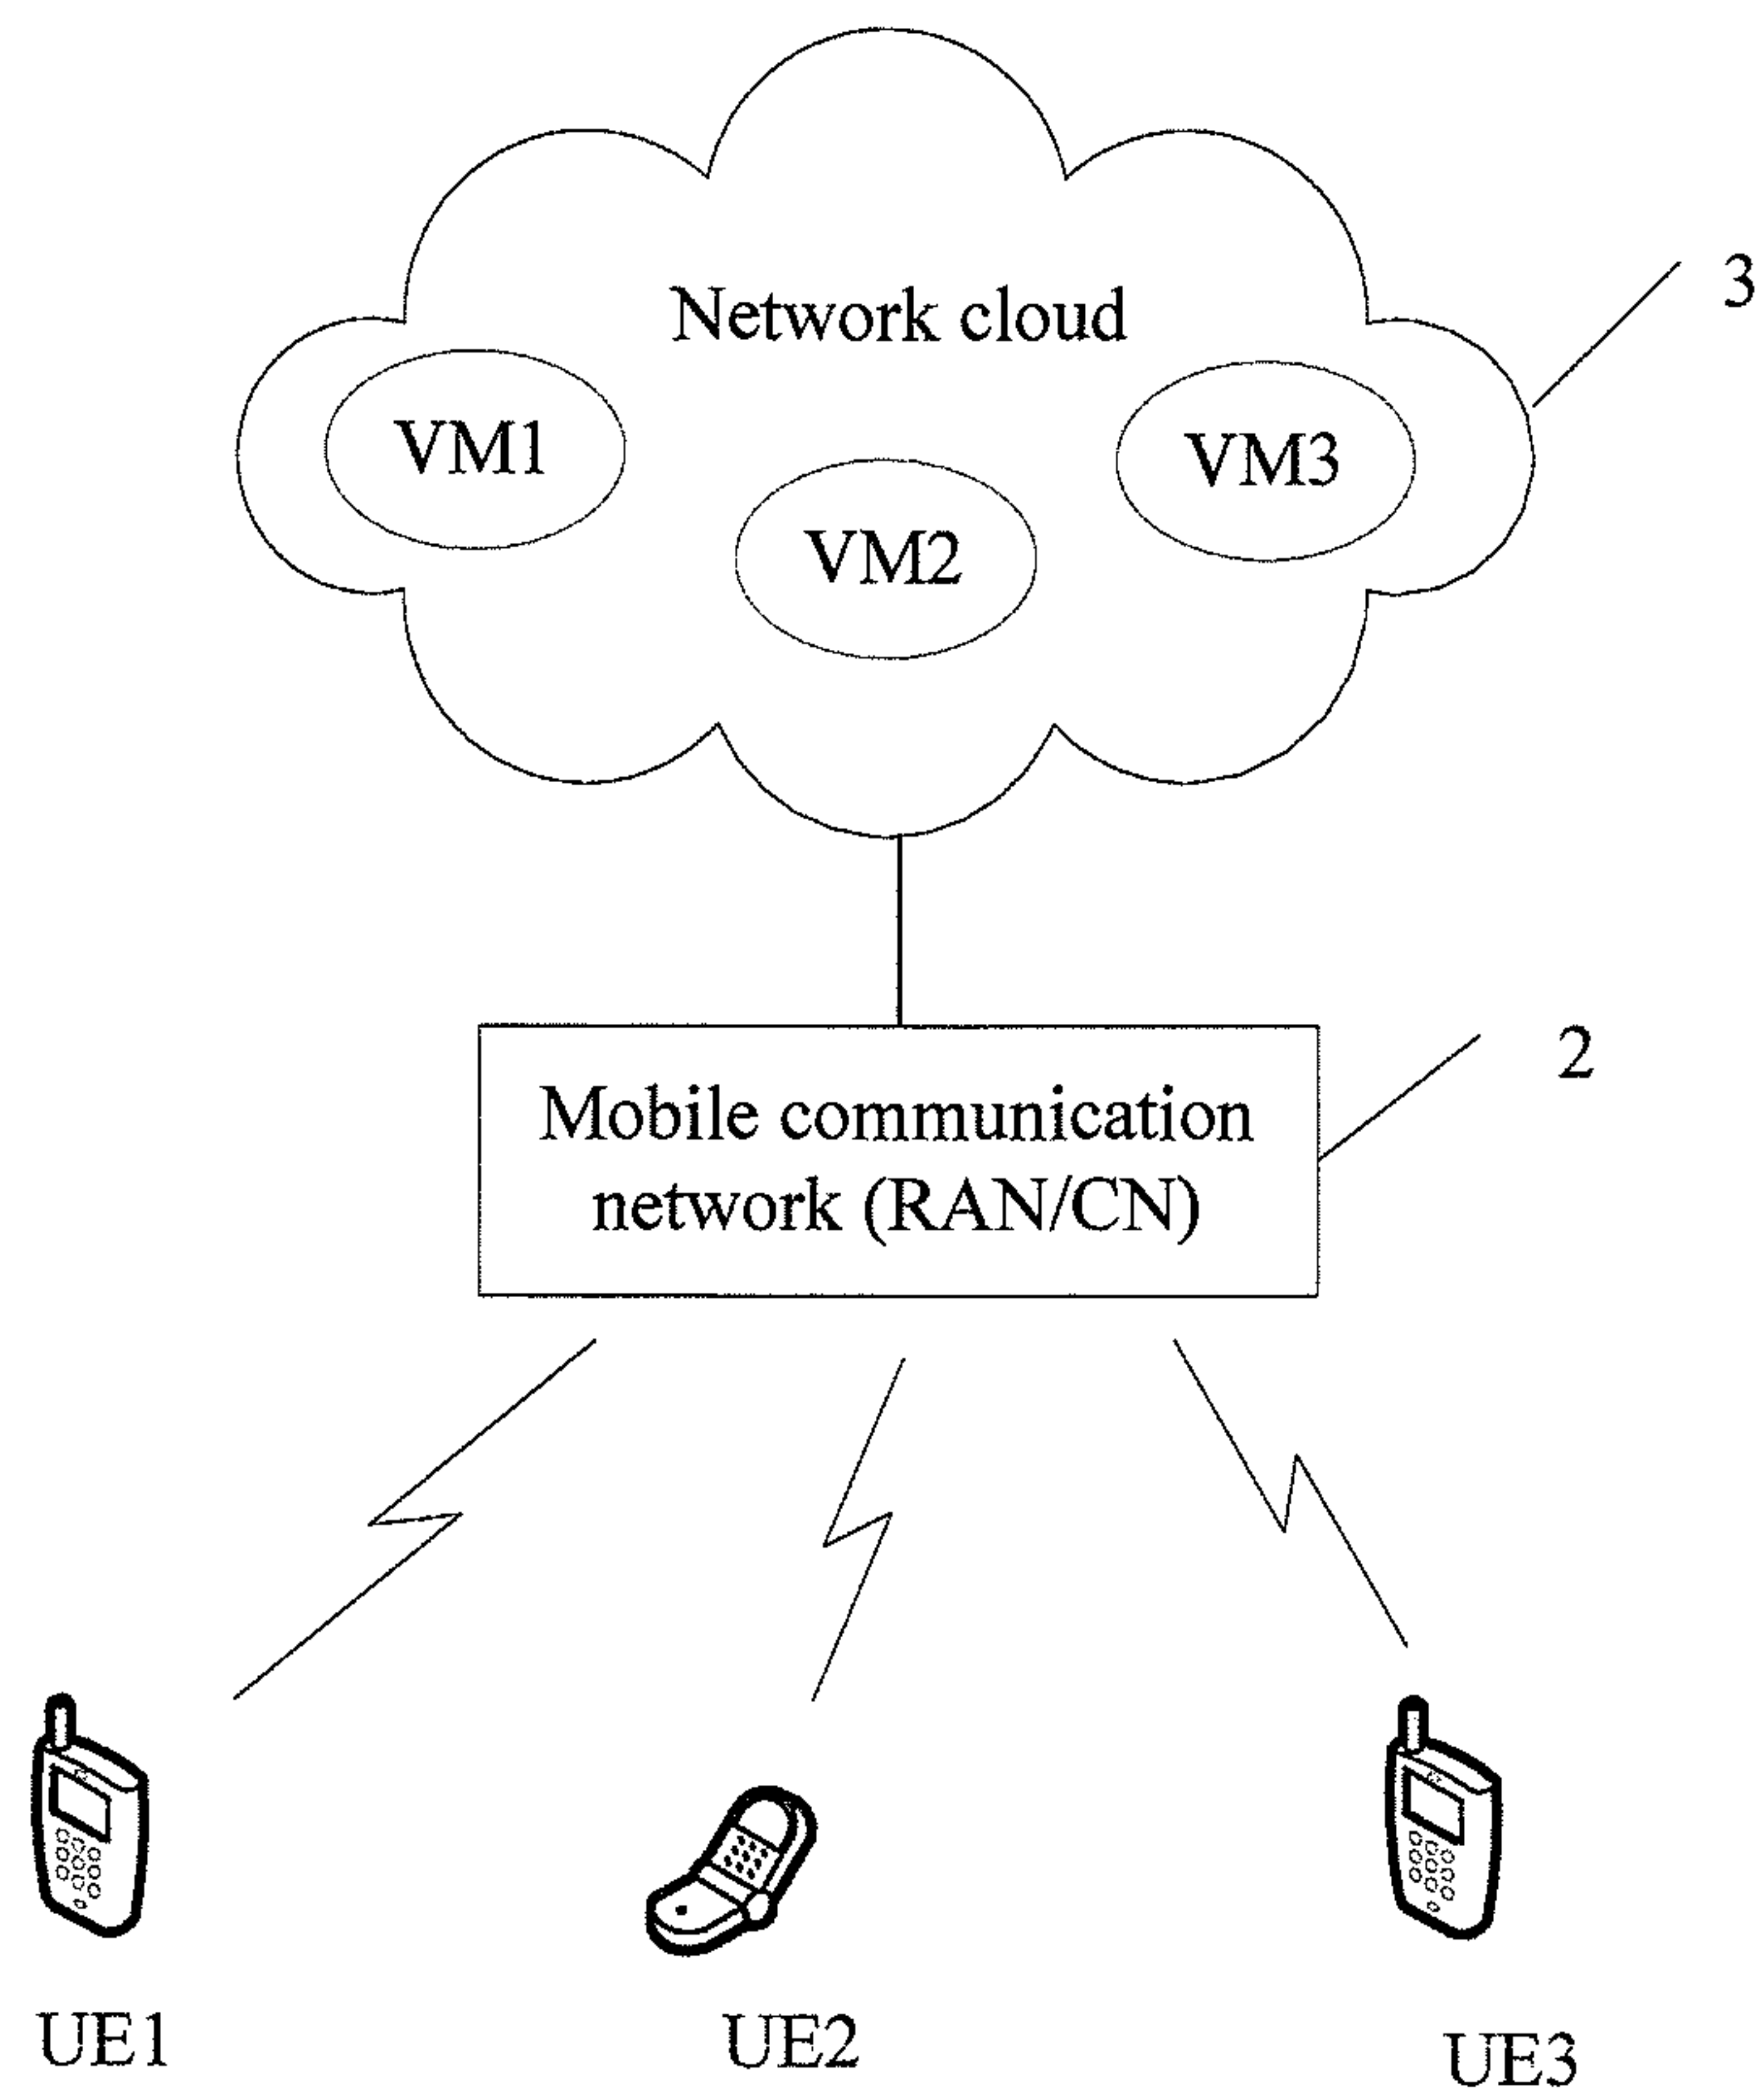 Network cloud
3
VM1
VM2
VM3
Mobile communication
network (RAN/CN)
2
UE1
UE2
UE3